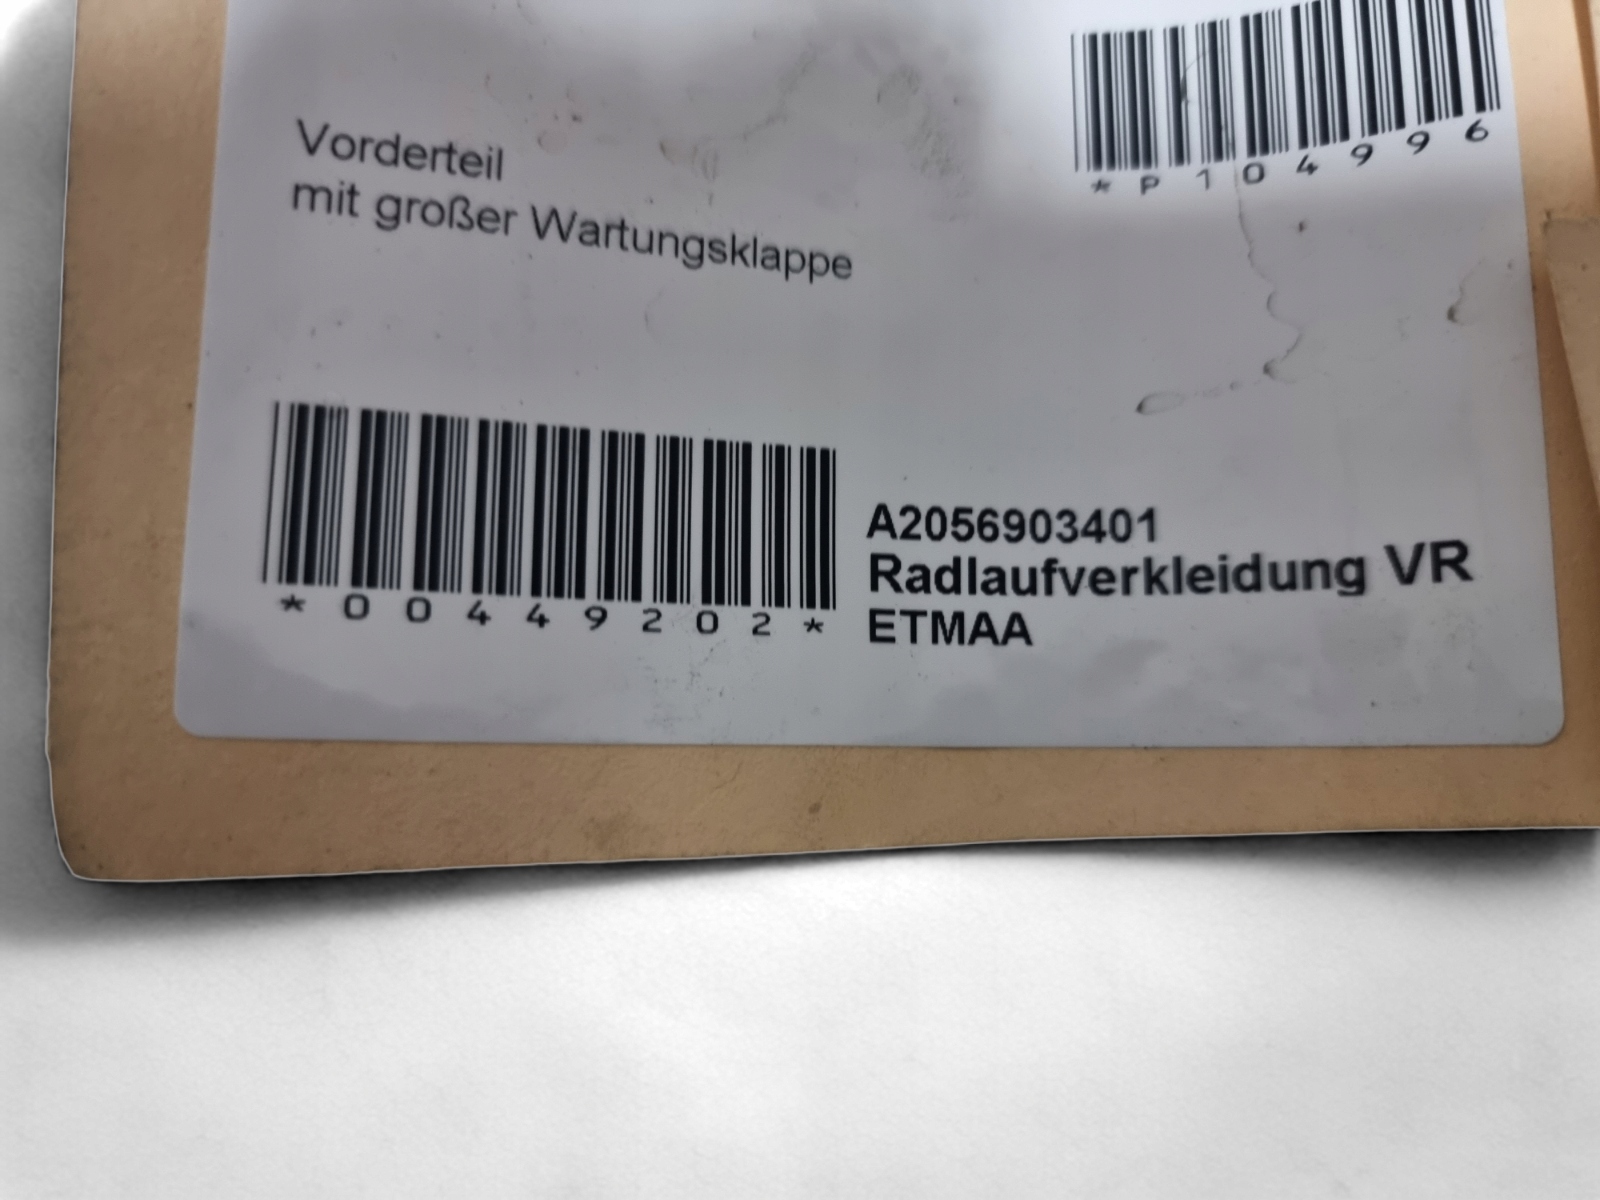 *P104996
Vorderteil
mit großer Wartungsklappe
*00449202*
A2056903401
Radlaufverkleidung VR
ETMAA